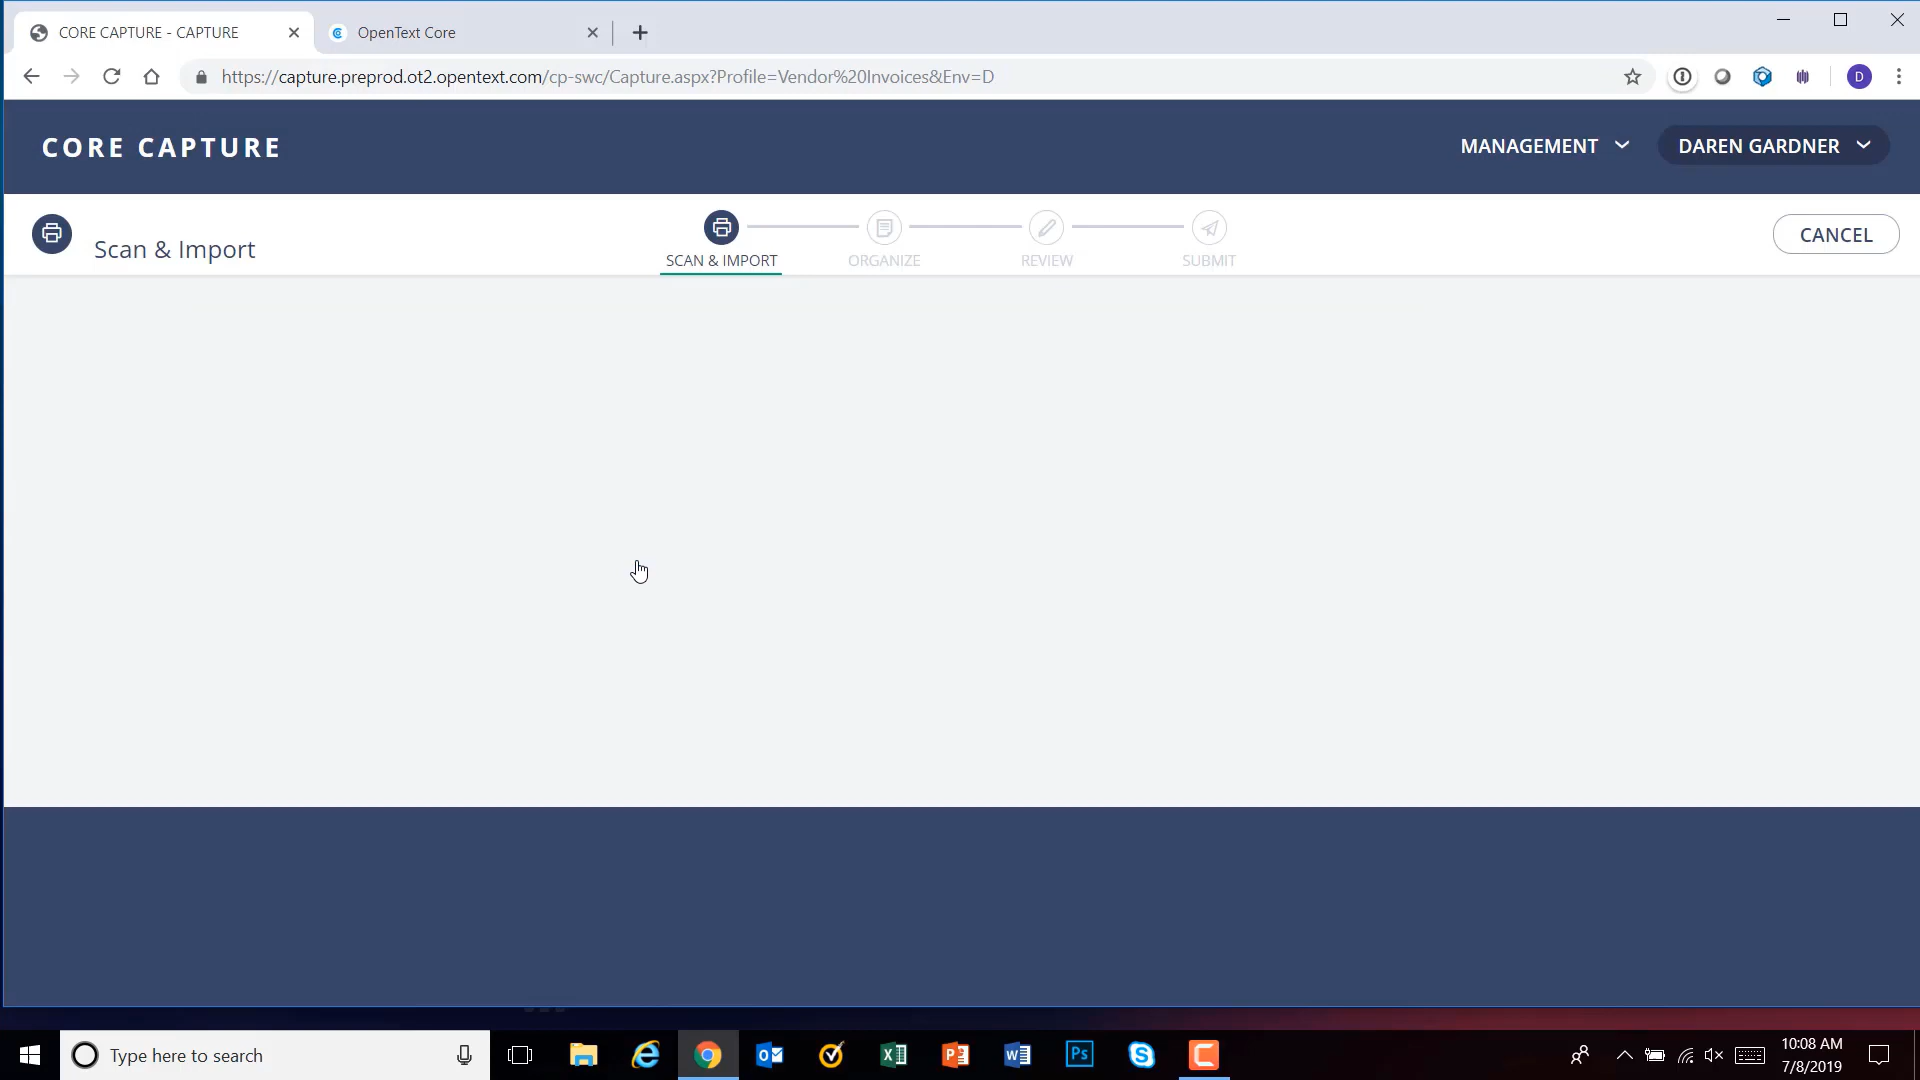 CORE CAPTURE - CAPTURE
OpenText Core
https://capture.preprod.ot2.opentext.com/cp-swc/Capture.aspx?Profile=Vendor%20Invoices&Env=D
D
CORE CAPTURE
MANAGEMENT
DAREN GARDNER
Scan & Import
SCAN & IMPORT
ORGANIZE
REVIEW
SUBMIT
CANCEL
Type here to search
10:08 AM
7/8/2019